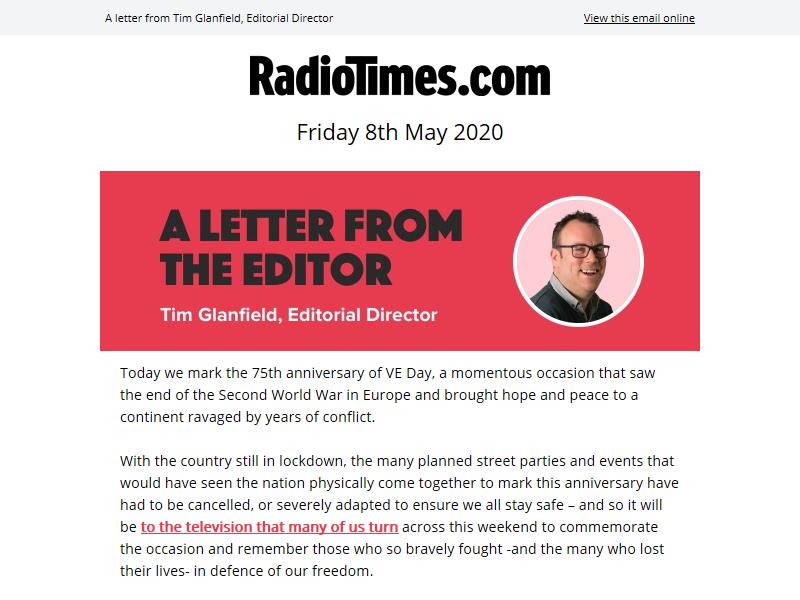 A letter from Tim Glanfield, Editorial Director
View this email online
RadioTimes.com
Friday 8th May 2020
A LETTER FROM
THE EDITOR
Tim Glanfield, Editorial Director
Today we mark the 75th anniversary of VE Day, a momentous occasion that saw
the end of the Second World War in Europe and brought hope and peace to a
continent ravaged by years of conflict.
With the country still in lockdown, the many planned street parties and events that
would have seen the nation physically come together to mark this anniversary have
had to be cancelled, or severely adapted to ensure we all stay safe – and so it will
be to the television that many of us turn across this weekend to commemorate
the occasion and remember those who so bravely fought -and the many who lost
their lives- in defence of our freedom.